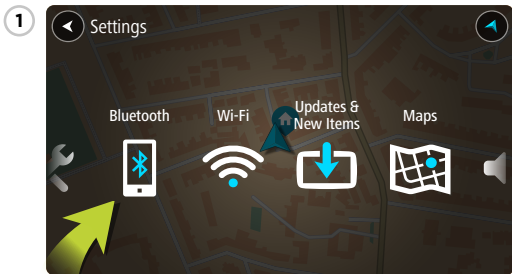 1
Settings
Bluetooth
Wi-Fi
Updates &
New Items
Maps